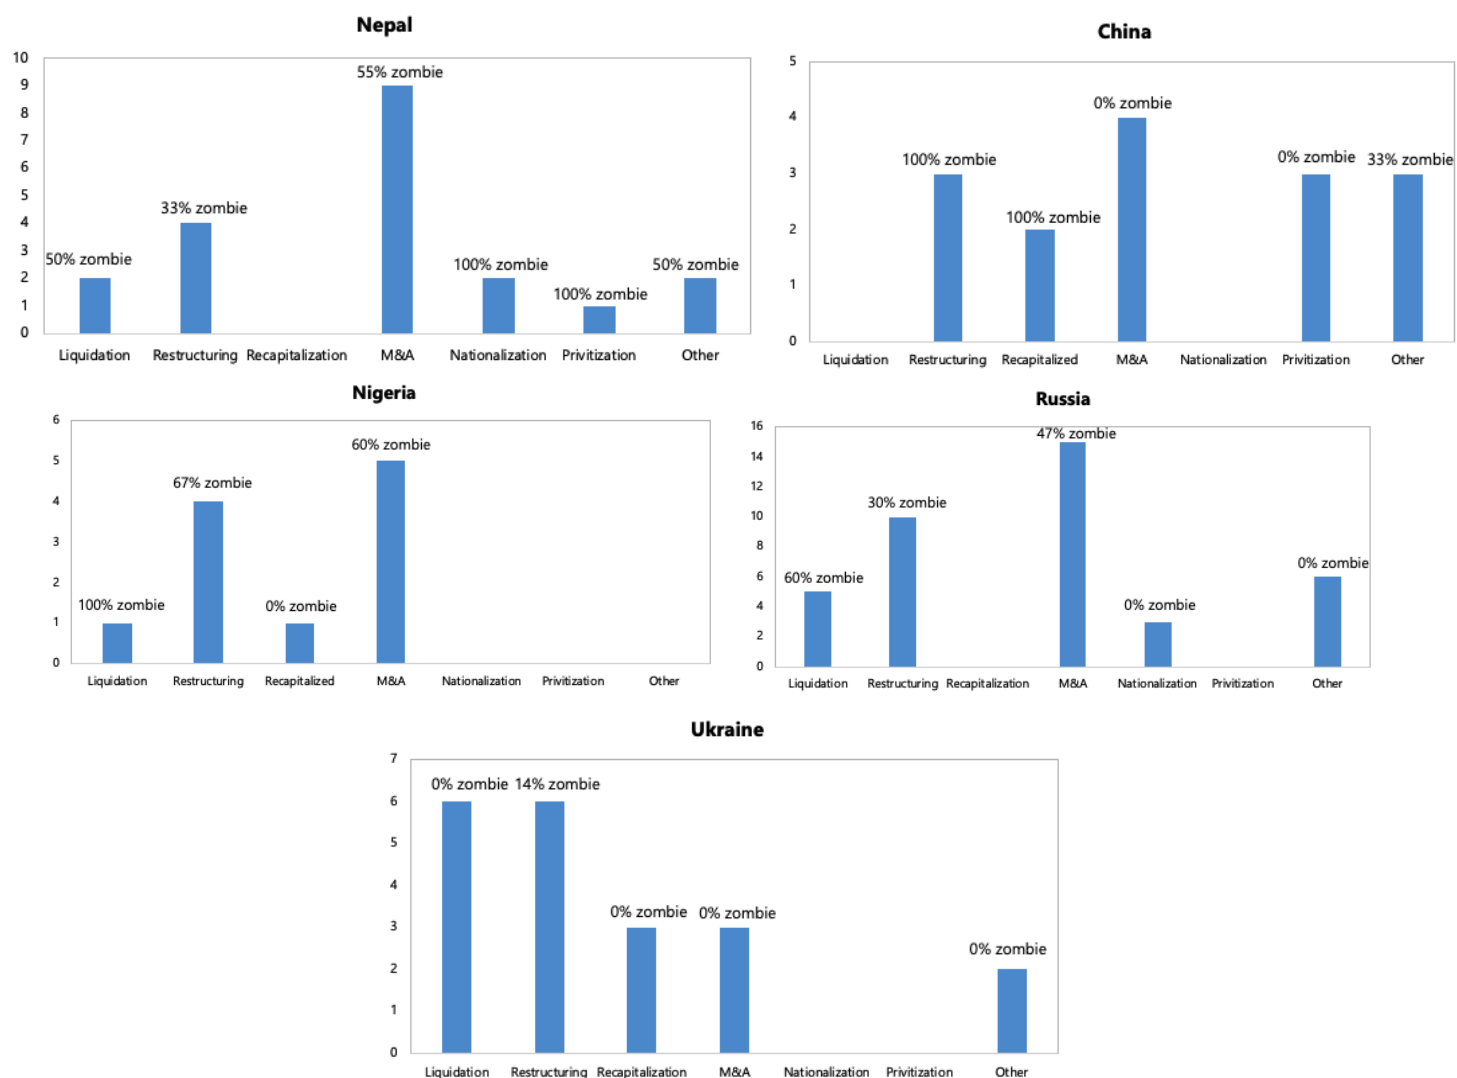 Nepal
10
9
8
7
6
5
4
3
2
1
0
50% zombie
33% zombie
55% zombie
100% zombie
100% zombie
50% zombie
Liquidation Restructuring Recapitalization M&A Nationalization Privitization Other
China
5
4
3
2
1
0
100% zombie
100% zombie
0% zombie
0% zombie
33% zombie
Liquidation Restructuring Recapitalized M&A Nationalization Privitization Other
Nigeria
6
5
4
3
2
1
0
100% zombie
67% zombie
0% zombie
60% zombie
Liquidation Restructuring Recapitalized M&A Nationalization Privitization Other
Russia
16
14
12
10
8
6
4
2
0
60% zombie
30% zombie
47% zombie
0% zombie
0% zombie
Liquidation Restructuring Recapitalization M&A Nationalization Privitization Other
Ukraine
7
6
5
4
3
2
1
0
0% zombie 14% zombie
0% zombie 0% zombie
0% zombie
Liquidation Restructuring Recapitalization M&A Nationalization Privitization Other